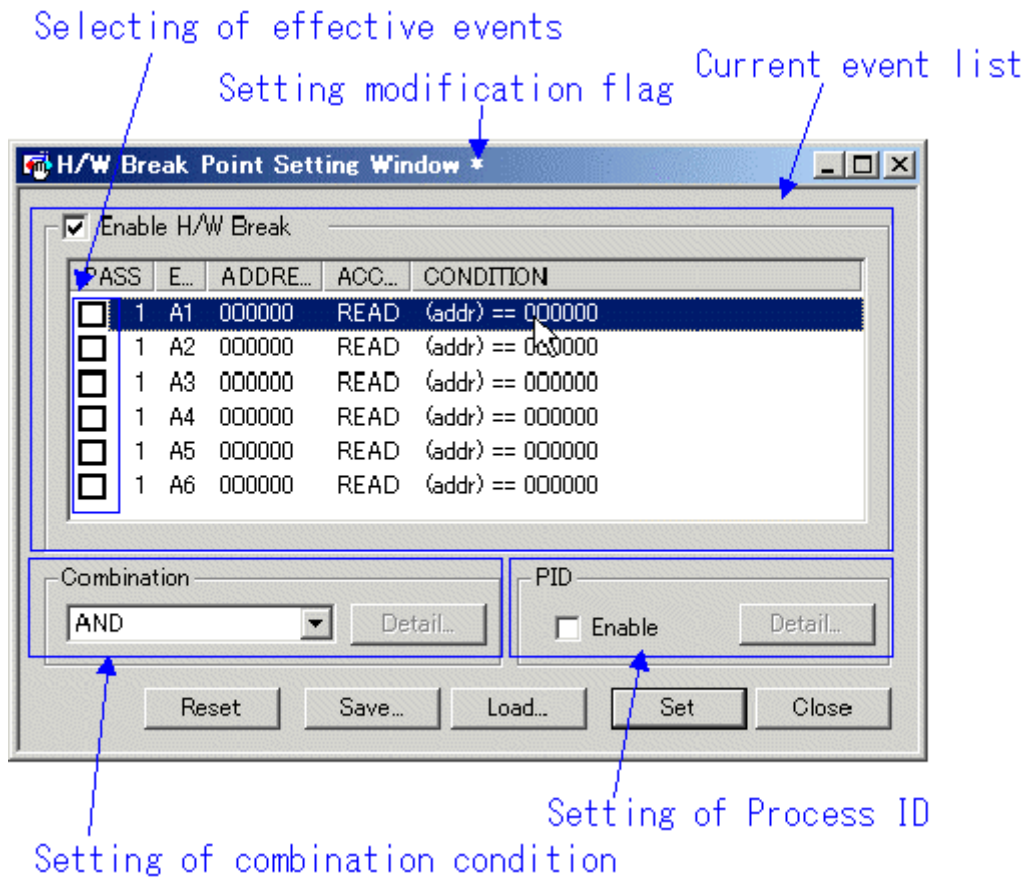 Selecting of effective events
Current event list
Setting modification flag
H/W Break Point Setting Window *
Enable H/W Break
PASS E... ADDRE... ACC... CONDITION
1 A1 000000 READ (addr) == 000000
1 A2 000000 READ (addr) == 000000
1 A3 000000 READ (addr) == 000000
1 A4 000000 READ (addr) == 000000
1 A5 000000 READ (addr) == 000000
1 A6 000000 READ (addr) == 000000
Combination
PID
AND Detail...
Enable Detail...
Reset Save... Load... Set Close
Setting of Process ID
Setting of combination condition